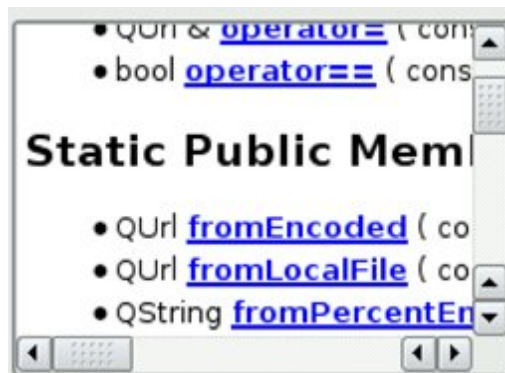 • QUrl & operator= ( cons
• bool operator== ( cons
Static Public Mem
• QUrl fromEncoded ( co
• QUrl fromLocalFile ( co
• QString fromPercentEn